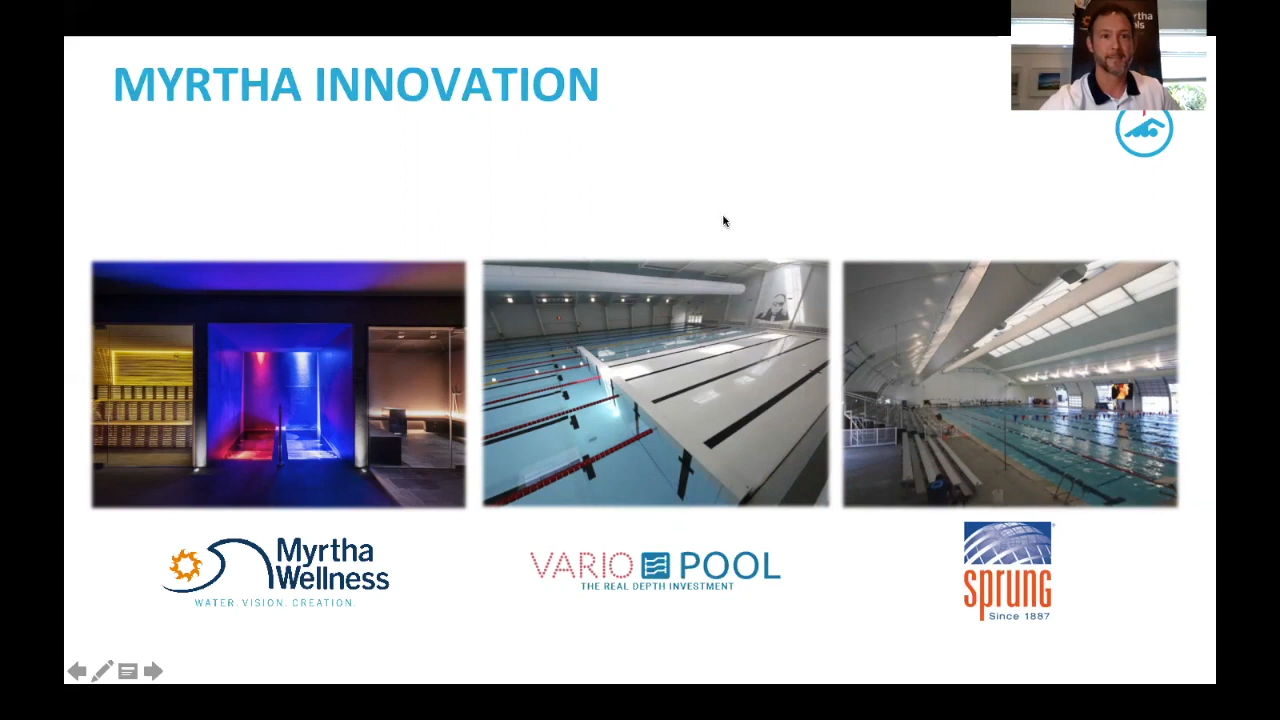 MYRTHA INNOVATION
Myrtha
Wellness
WATER. VISION. CREATION.
VARIO POOL
THE REAL DEPTH INVESTMENT
sprung
Since 1887